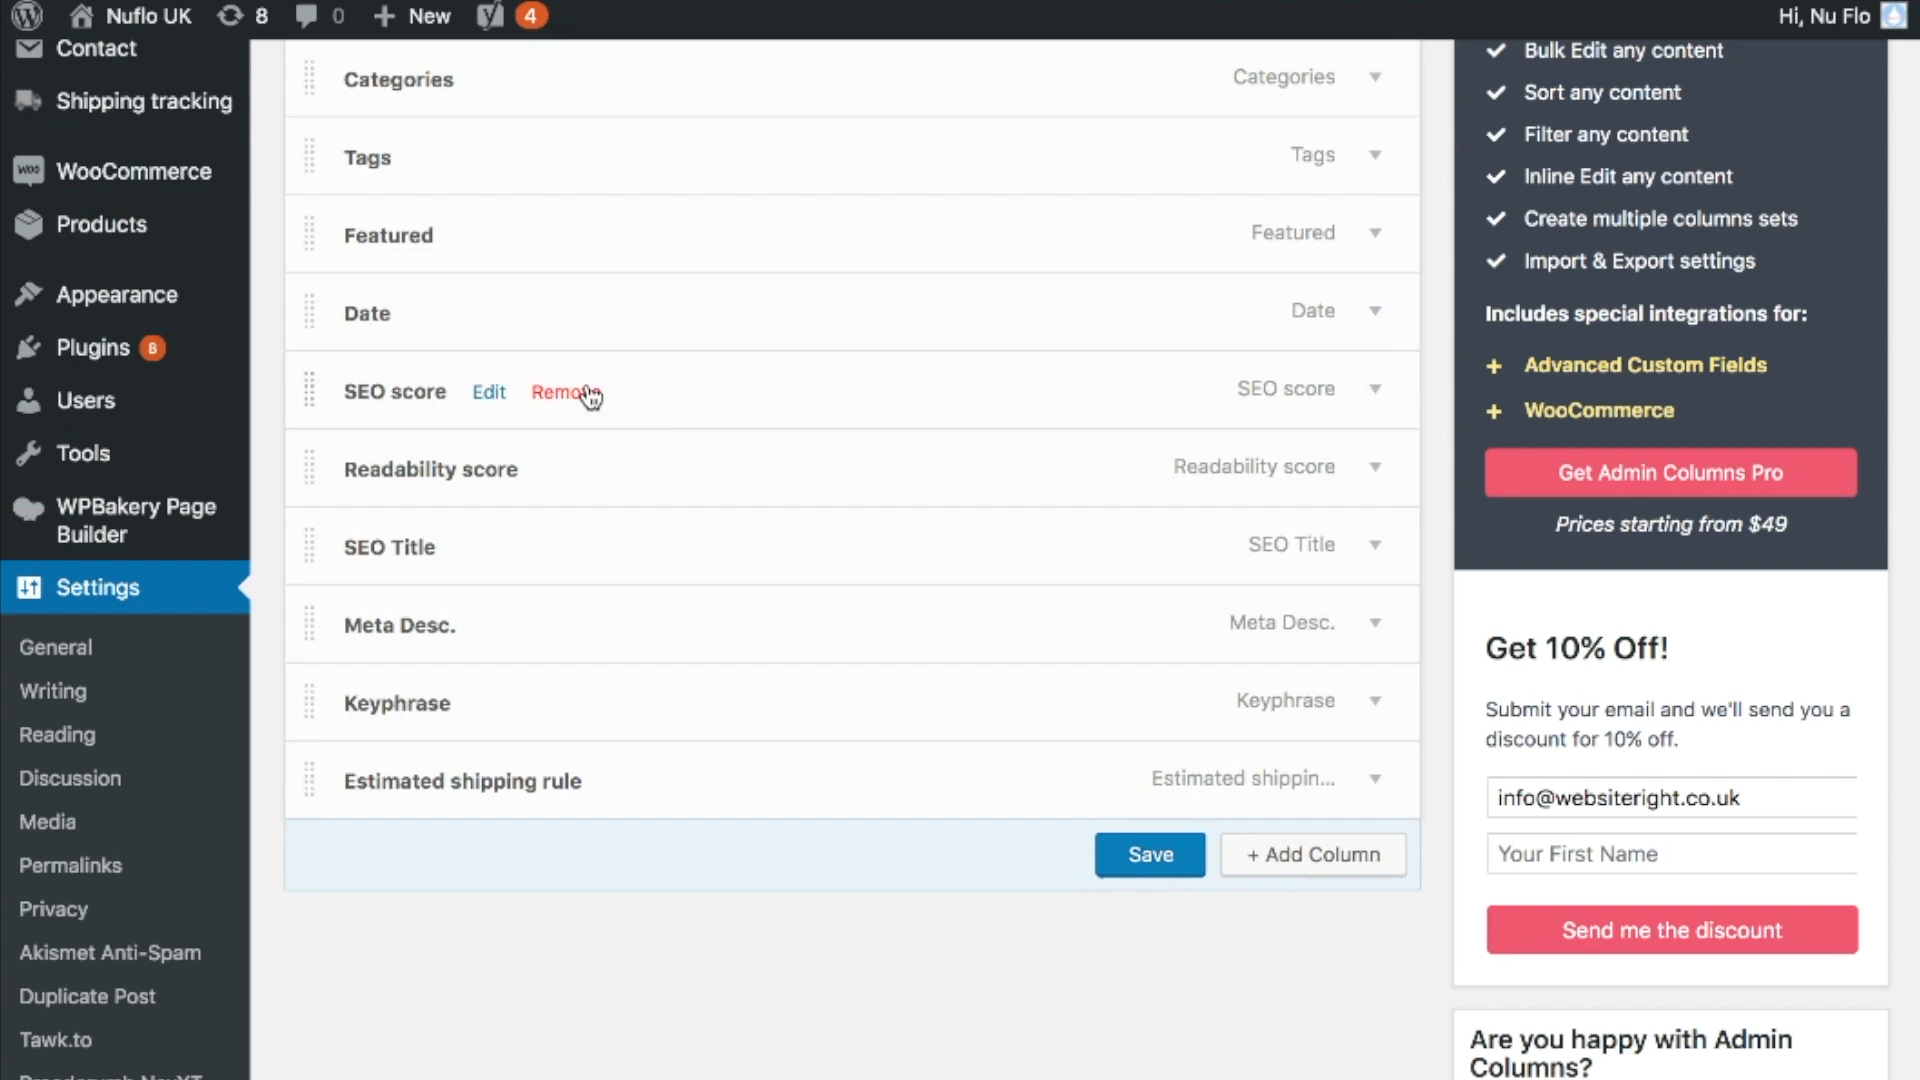 Nuflo UK 8 0 New 4 Hi, Nu Flo
Contact
Shipping tracking
WOO WooCommerce
Products
Appearance
Plugins 8
Users
Tools
WPBakery Page
Builder
Settings
General
Writing
Reading
Discussion
Media
Permalinks
Privacy
Akismet Anti-Spam
Duplicate Post
Tawk.to
Categories Categories
Tags Tags
Featured Featured
Date Date
SEO score Edit Remove SEO score
Readability score Readability score
SEO Title SEO Title
Meta Desc. Meta Desc.
Keyphrase Keyphrase
Estimated shipping rule Estimated shippin...
Save + Add Column
Bulk Edit any content
Sort any content
Filter any content
Inline Edit any content
Create multiple columns sets
Import & Export settings
Includes special integrations for:
+ Advanced Custom Fields
+ WooCommerce
Get Admin Columns Pro
Prices starting from $49
Get 10% Off!
Submit your email and we'll send you a
discount for 10% off.
info@websiteright.co.uk
Your First Name
Send me the discount
Are you happy with Admin
Columns?